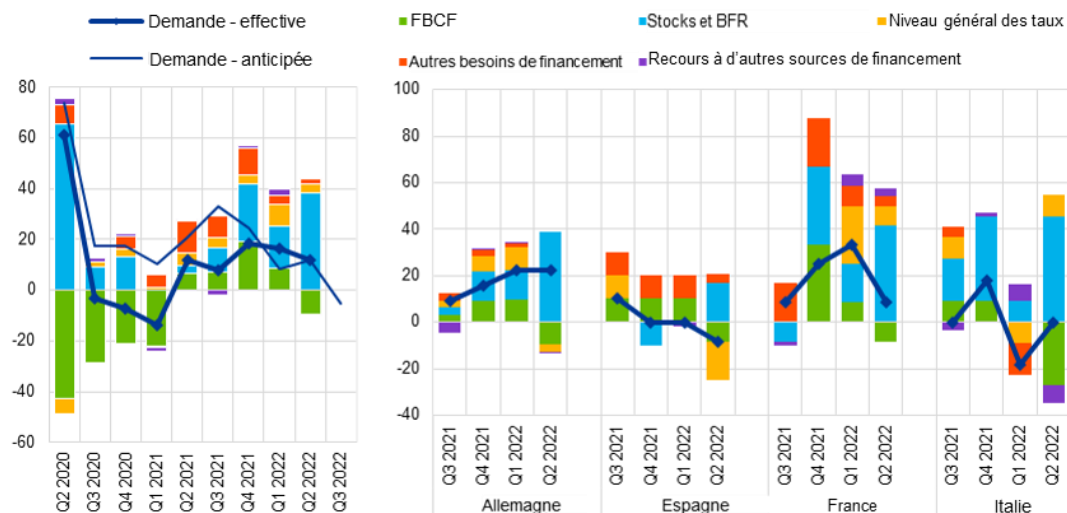 Demande - effective
FBCF
Stocks et BFR
Niveau général des taux
Demande - anticipée
Autres besoins de financement
Recours à d'autres sources de financement
80
60
40
20
0
-20
-40
-60
Q2 2020
Q3 2020
Q4 2020
Q1 2021
Q2 2021
Q3 2021
Q4 2021
Q1 2022
Q2 2022
Q3 2022
100
80
60
40
20
0
-20
-40
Q3 2021
Q4 2021
Q1 2022
Q2 2022
Q3 2021
Q4 2021
Q1 2022
Q2 2022
Q3 2021
Q4 2021
Q1 2022
Q2 2022
Q3 2021
Q4 2021
Q1 2022
Q2 2022
Allemagne
Espagne
France
Italie